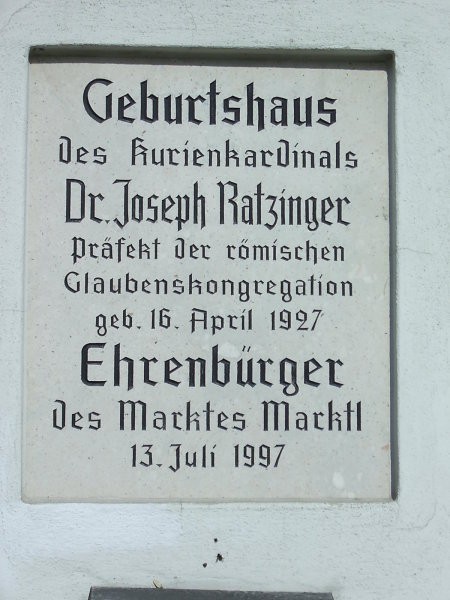 Geburtshaus
des Kurienkardinals
Dr. Joseph Ratzinger
Präfekt der römischen
Glaubenskongregation
geb. 16. April 1927
Ehrenbürger
des Marktes Marktl
13. Juli 1997